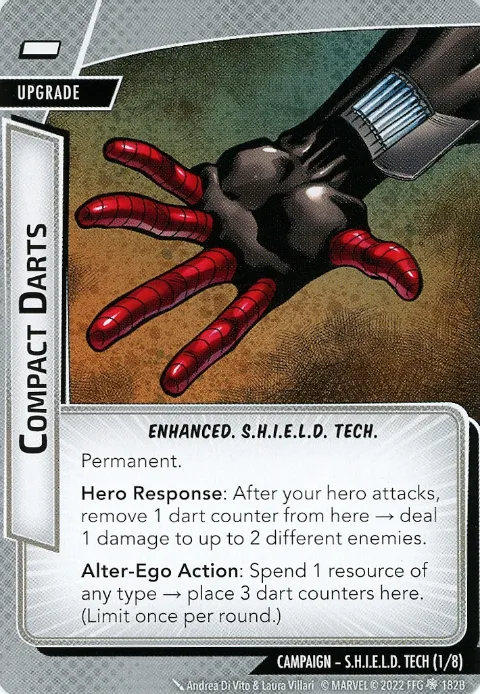 UPGRADE
COMPACT DARTS
ENHANCED. S.H.I.E.L.D. TECH.
Permanent.
Hero Response: After your hero attacks,
remove 1 dart counter from here → deal
1 damage to up to 2 different enemies.
Alter-Ego Action: Spend 1 resource of
any type → place 3 dart counters here.
(Limit once per round.)
CAMPAIGN – S.H.I.E.L.D. TECH (1/8)
Andrea Di Vito & Laura Villari © MARVEL © 2022 FFG 182B